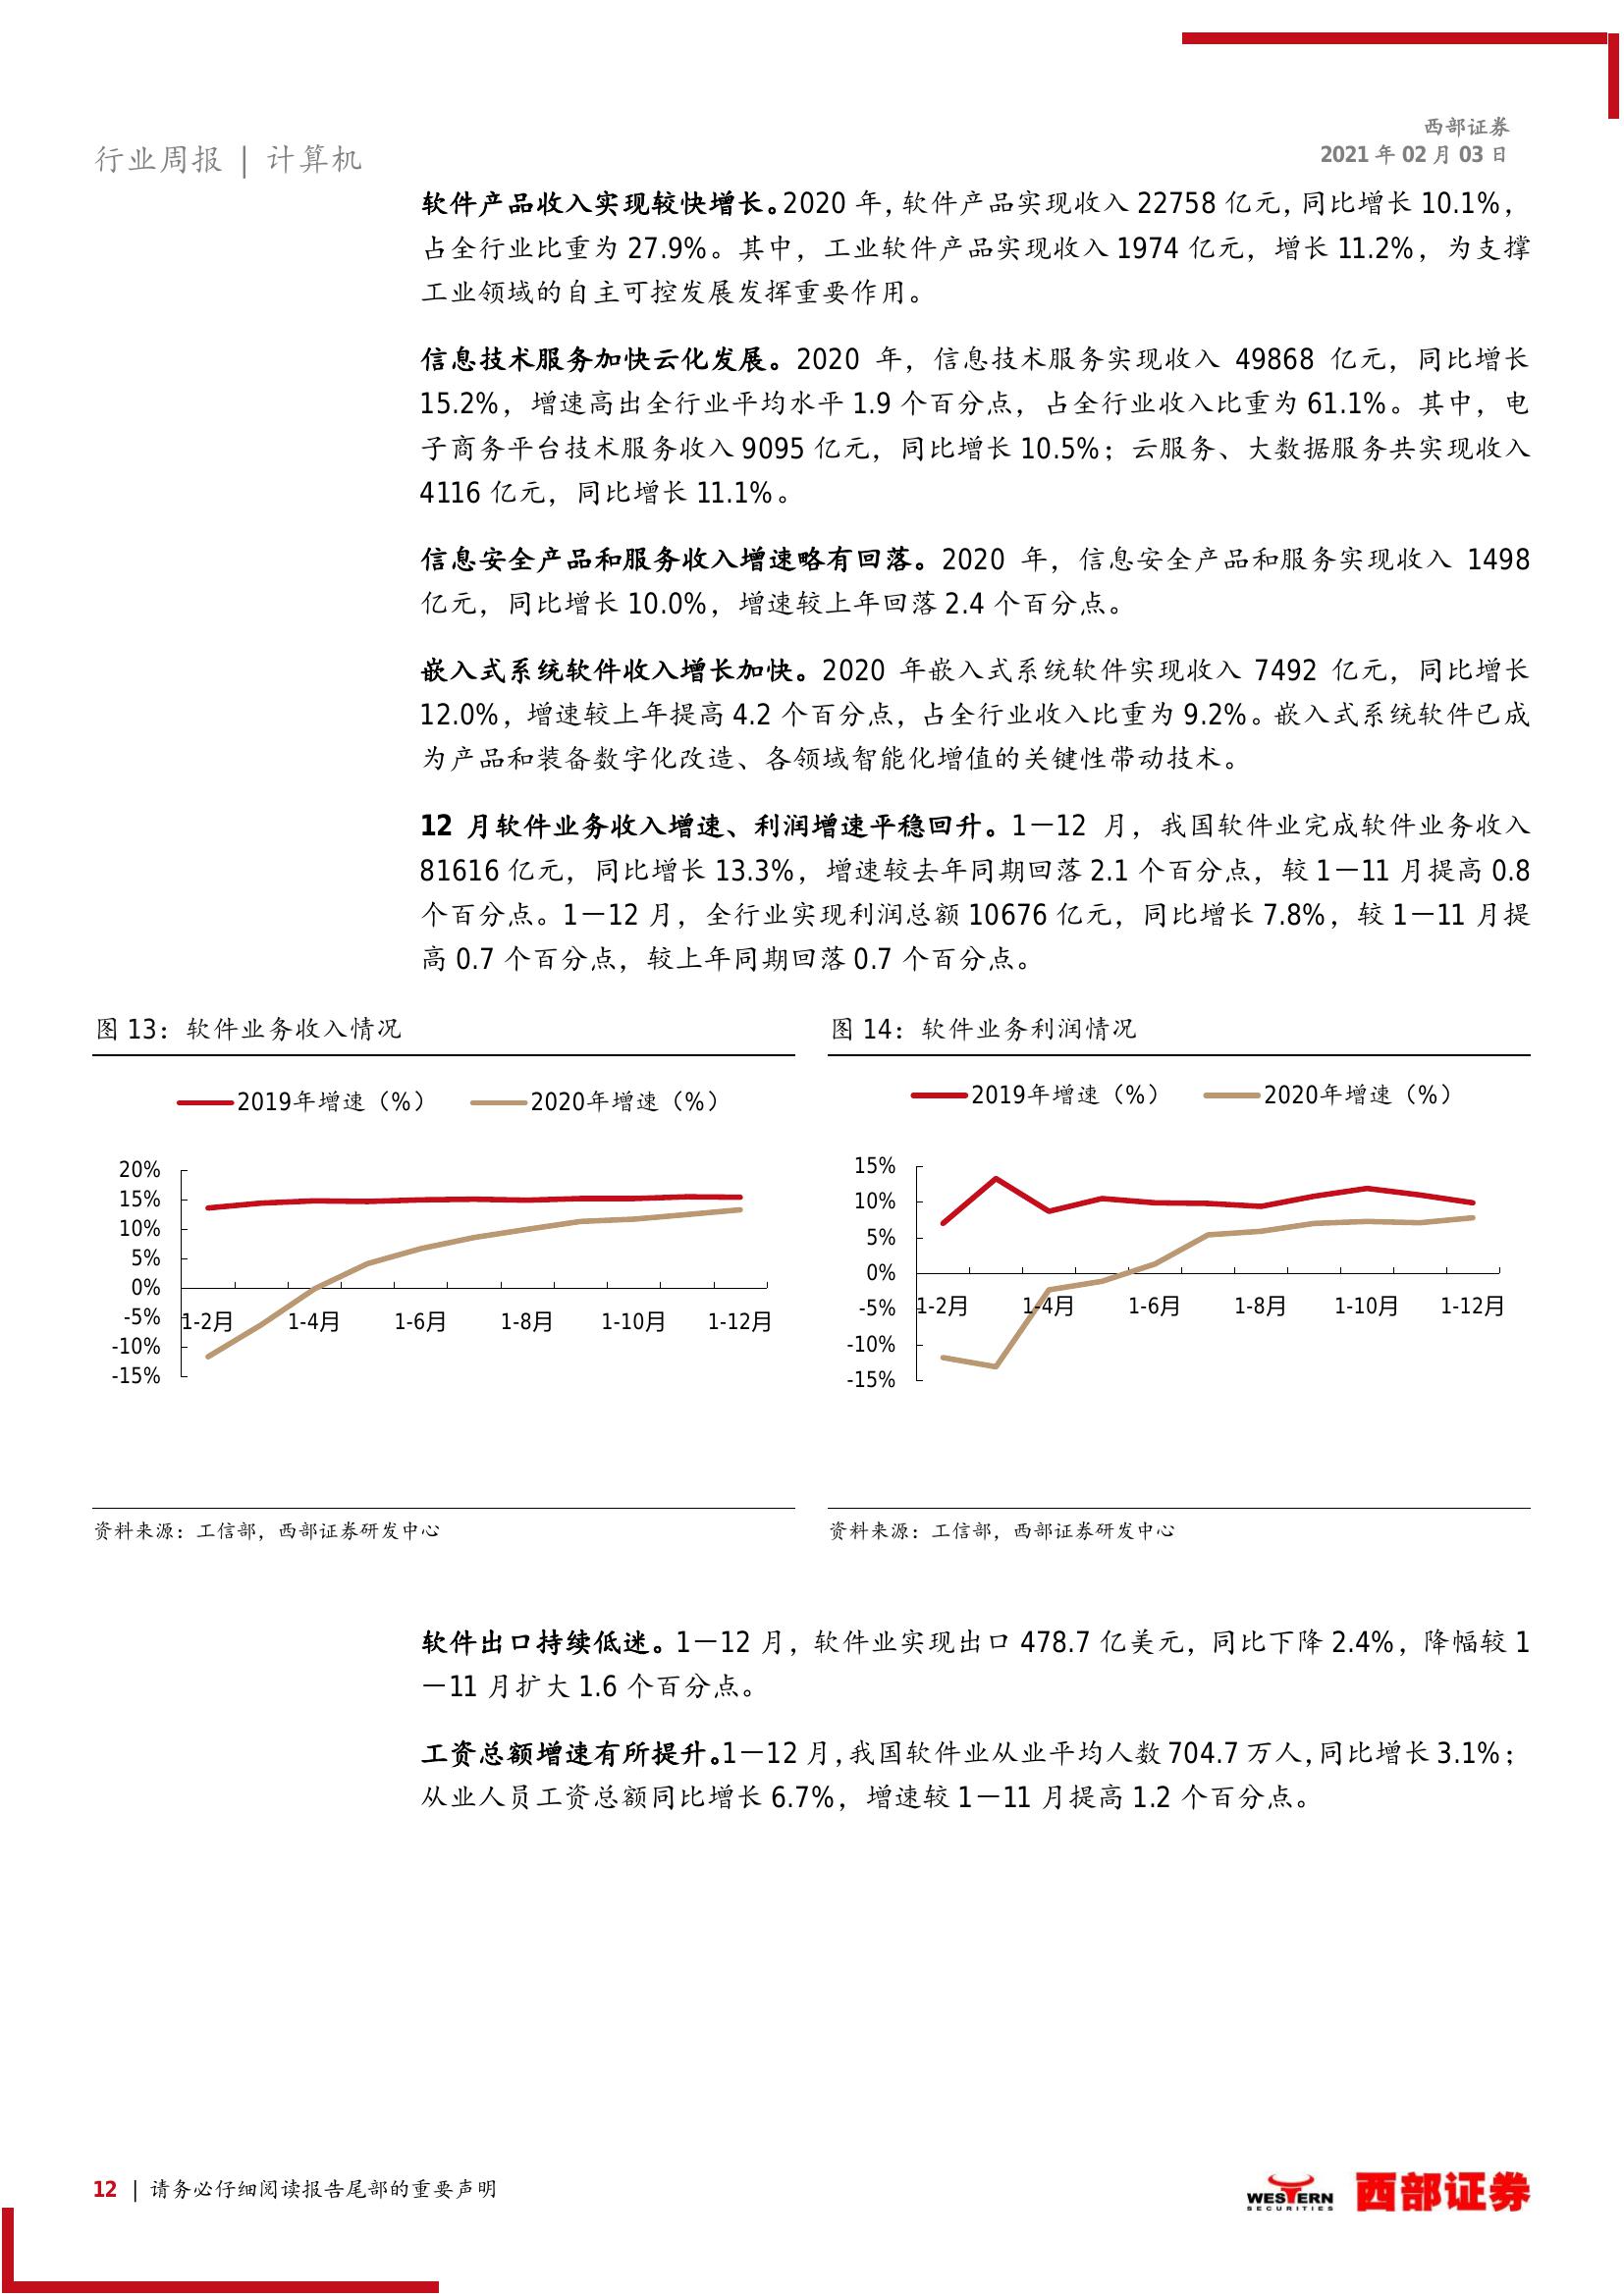 西部证券
2021 年 02 月 03 日
行业周报 | 计算机
软件产品收入实现较快增长。2020 年，软件产品实现收入 22758 亿元，同比增长 10.1%，
占全行业比重为 27.9%。其中，工业软件产品实现收入 1974 亿元，增长 11.2%，为支撑
工业领域的自主可控发展发挥重要作用。
信息技术服务加快云化发展。2020 年，信息技术服务实现收入 49868 亿元，同比增长
15.2%，增速高出全行业平均水平 1.9 个百分点，占全行业收入比重为 61.1%。其中，电
子商务平台技术服务收入 9095 亿元，同比增长 10.5%；云服务、大数据服务共实现收入
4116 亿元，同比增长 11.1%。
信息安全产品和服务收入增速略有回落。2020 年，信息安全产品和服务实现收入 1498
亿元，同比增长 10.0%，增速较上年回落 2.4 个百分点。
嵌入式系统软件收入增长加快。2020 年嵌入式系统软件实现收入 7492 亿元，同比增长
12.0%，增速较上年提高 4.2 个百分点，占全行业收入比重为 9.2%。嵌入式系统软件已成
为产品和装备数字化改造、各领域智能化增值的关键性带动技术。
12 月软件业务收入增速、利润增速平稳回升。1－12 月，我国软件业完成软件业务收入
81616 亿元，同比增长 13.3%，增速较去年同期回落 2.1 个百分点，较 1－11 月提高 0.8
个百分点。1－12 月，全行业实现利润总额 10676 亿元，同比增长 7.8%，较 1－11 月提
高 0.7 个百分点，较上年同期回落 0.7 个百分点。
图 13：软件业务收入情况
2019年增速（%） 2020年增速（%）
20%
15%
10%
5%
0%
-5%
-10%
-15%
1-2月 1-4月 1-6月 1-8月 1-10月 1-12月
资料来源：工信部，西部证券研发中心
图 14：软件业务利润情况
2019年增速（%） 2020年增速（%）
15%
10%
5%
0%
-5%
-10%
-15%
1-2月 1-4月 1-6月 1-8月 1-10月 1-12月
资料来源：工信部，西部证券研发中心
软件出口持续低迷。1－12 月，软件业实现出口 478.7 亿美元，同比下降 2.4%，降幅较 1
－11 月扩大 1.6 个百分点。
工资总额增速有所提升。1－12 月，我国软件业从业平均人数 704.7 万人，同比增长 3.1%；
从业人员工资总额同比增长 6.7%，增速较 1－11 月提高 1.2 个百分点。
12 | 请务必仔细阅读报告尾部的重要声明
WESTERN
SECURITIES
西部证券